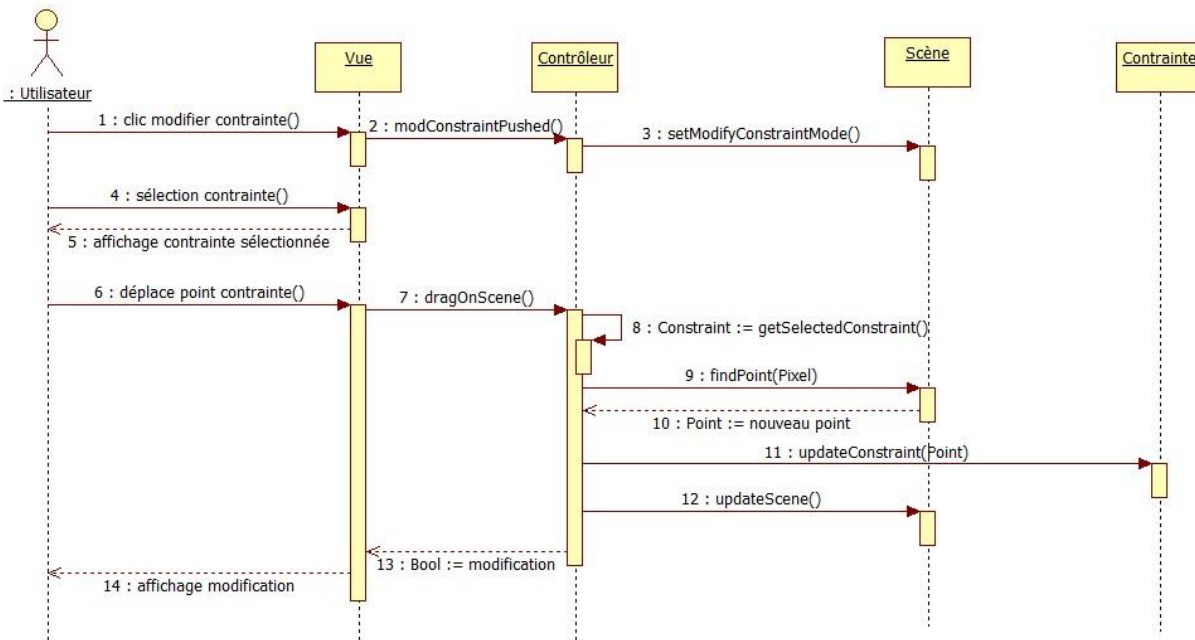 : Utilisateur
Vue
Contrôleur
Scène
Contrainte
1 : clic modifier contrainte()
2 : modConstraintPushed()
3 : setModifyConstraintMode()
4 : sélection contrainte()
5 : affichage contrainte sélectionnée
6 : déplace point contrainte()
7 : dragOnScene()
8 : Constraint := getSelectedConstraint()
9 : findPoint(Pixel)
10 : Point := nouveau point
11 : updateConstraint(Point)
12 : updateScene()
13 : Bool := modification
14 : affichage modification